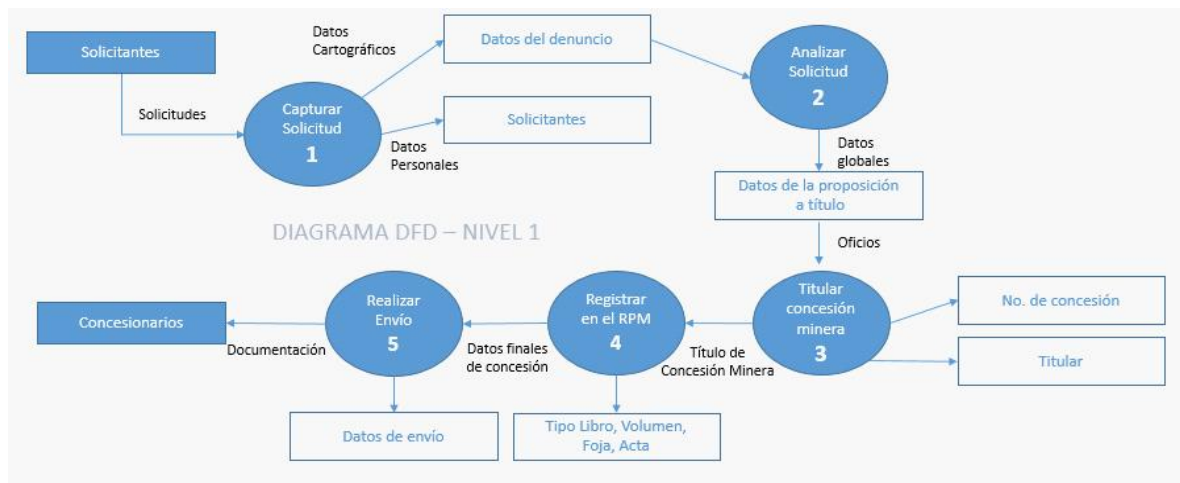 Solicitantes
Solicitudes
Capturar
Solicitud
1
Datos
Cartográficos
Datos del denuncio
Datos
Personales
Solicitantes
Analizar
Solicitud
2
Datos
globales
Datos de la proposición
a título
Oficios
DIAGRAMA DFD – NIVEL 1
Titular
concesión
minera
3
No. de concesión
Titular
Título de
Concesión Minera
Registrar
en el RPM
4
Tipo Libro, Volumen,
Foja, Acta
Datos finales
de concesión
Realizar
Envío
5
Datos de envío
Documentación
Concesionarios